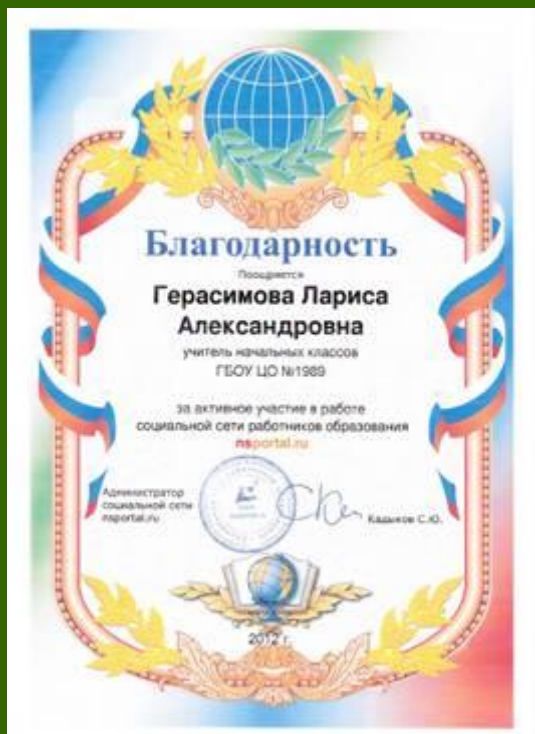 Благодарность
Поощряется
Герасимова Лариса
Александровна
учитель начальных классов
ГБОУ ЦО №1989
за активное участие в работе
социальной сети работников образования
nsportal.ru
Администратор
социальной сети
nsportal.ru
Кадыков С.Ю.
2012 г.